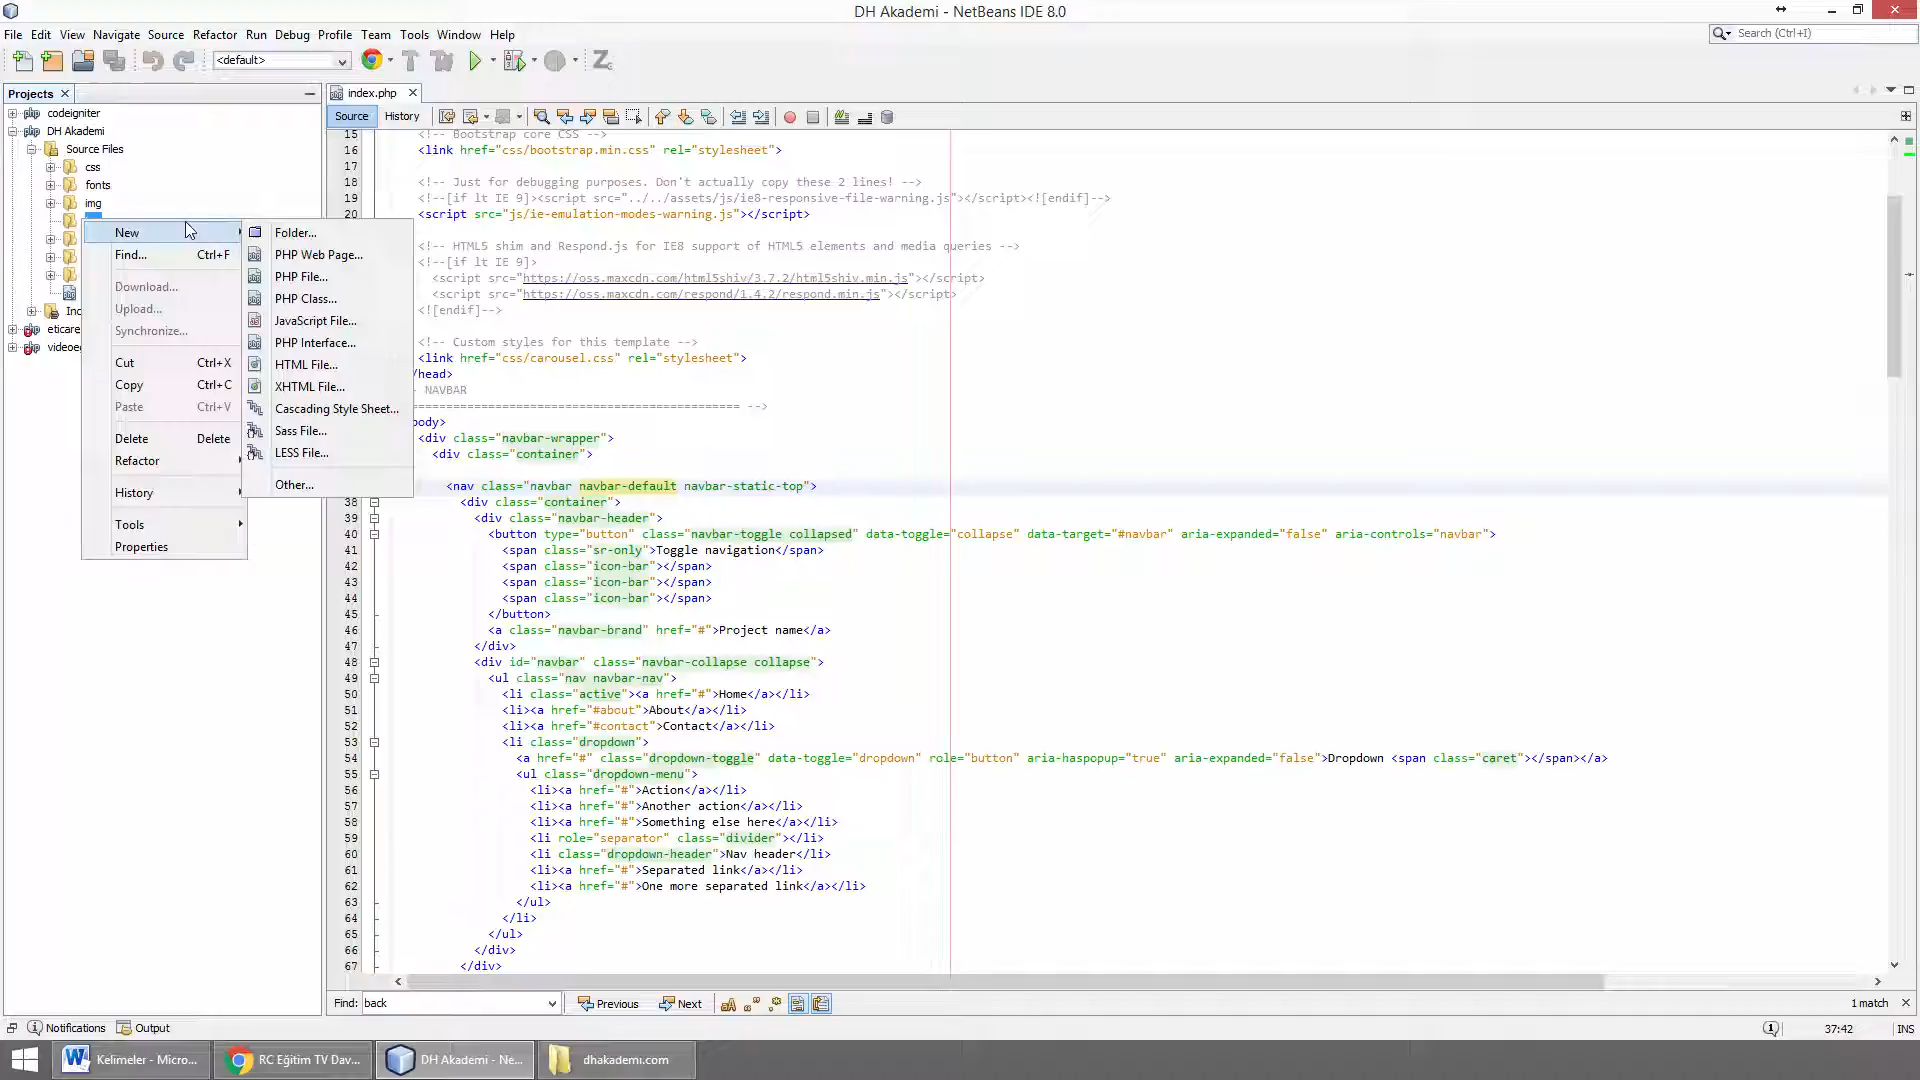 DH Akademi - NetBeans IDE 8.0
File Edit View Navigate Source Refactor Run Debug Profile Team Tools Window Help
Search (Ctrl+I)
<default>
Projects
index.php
codeigniter
DH Akademi
Source Files
css
fonts
img
eticare
Source History
New
Find... Ctrl+F
Download...
Upload...
Synchronize...
Cut Ctrl+X
Copy Ctrl+C
Paste Ctrl+V
Delete Delete
Refactor
History
Tools
Properties
Folder...
PHP Web Page...
PHP File...
PHP Class...
JavaScript File...
PHP Interface...
HTML File...
XHTML File...
Cascading Style Sheet...
Sass File...
LESS File...
Other...
15 <!-- Bootstrap core CSS -->
16 <link href="css/bootstrap.min.css" rel="stylesheet">
17
18 <!-- Just for debugging purposes. Don't actually copy these 2 lines! -->
19 <!--[if lt IE 9]><script src="../../assets/js/ie8-responsive-file-warning.js"></script><![endif]-->
20 <script src="js/ie-emulation-modes-warning.js"></script>
<!-- HTML5 shim and Respond.js for IE8 support of HTML5 elements and media queries -->
<!--[if lt IE 9]>
<script src="https://oss.maxcdn.com/html5shiv/3.7.2/html5shiv.min.js"></script>
<script src="https://oss.maxcdn.com/respond/1.4.2/respond.min.js"></script>
<![endif]-->
<!-- Custom styles for this template -->
<link href="css/carousel.css" rel="stylesheet">
/head>
NAVBAR
================================================== -->
body>
<div class="navbar-wrapper">
<div class="container">
<nav class="navbar navbar-default navbar-static-top">
38 <div class="container">
39 <div class="navbar-header">
40 <button type="button" class="navbar-toggle collapsed" data-toggle="collapse" data-target="#navbar" aria-expanded="false" aria-controls="navbar">
41 <span class="sr-only">Toggle navigation</span>
42 <span class="icon-bar"></span>
43 <span class="icon-bar"></span>
44 <span class="icon-bar"></span>
45 </button>
46 <a class="navbar-brand" href="#">Project name</a>
47 </div>
48 <div id="navbar" class="navbar-collapse collapse">
49 <ul class="nav navbar-nav">
50 <li class="active"><a href="#">Home</a></li>
51 <li><a href="#about">About</a></li>
52 <li><a href="#contact">Contact</a></li>
53 <li class="dropdown">
54 <a href="#" class="dropdown-toggle" data-toggle="dropdown" role="button" aria-haspopup="true" aria-expanded="false">Dropdown <span class="caret"></span></a>
55 <ul class="dropdown-menu">
56 <li><a href="#">Action</a></li>
57 <li><a href="#">Another action</a></li>
58 <li><a href="#">Something else here</a></li>
59 <li role="separator" class="divider"></li>
60 <li class="dropdown-header">Nav header</li>
61 <li><a href="#">Separated link</a></li>
62 <li><a href="#">One more separated link</a></li>
63 </ul>
64 </li>
65 </ul>
66 </div>
67 </div>
Find: back Previous Next 1 match
Notifications Output 37:42 INS
Kelimeler - Micro... RC Eğitim TV Dav... DH Akademi - Ne... dhakademi.com